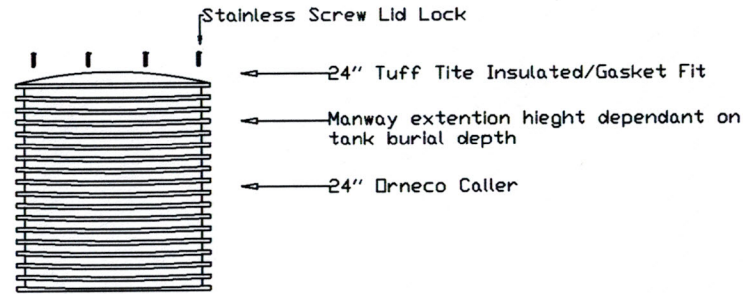 Stainless Screw Lid Lock
24" Tuff Tite Insulated/Gasket Fit
Manway extention hieght dependant on
tank burial depth
24" Orneco Caller